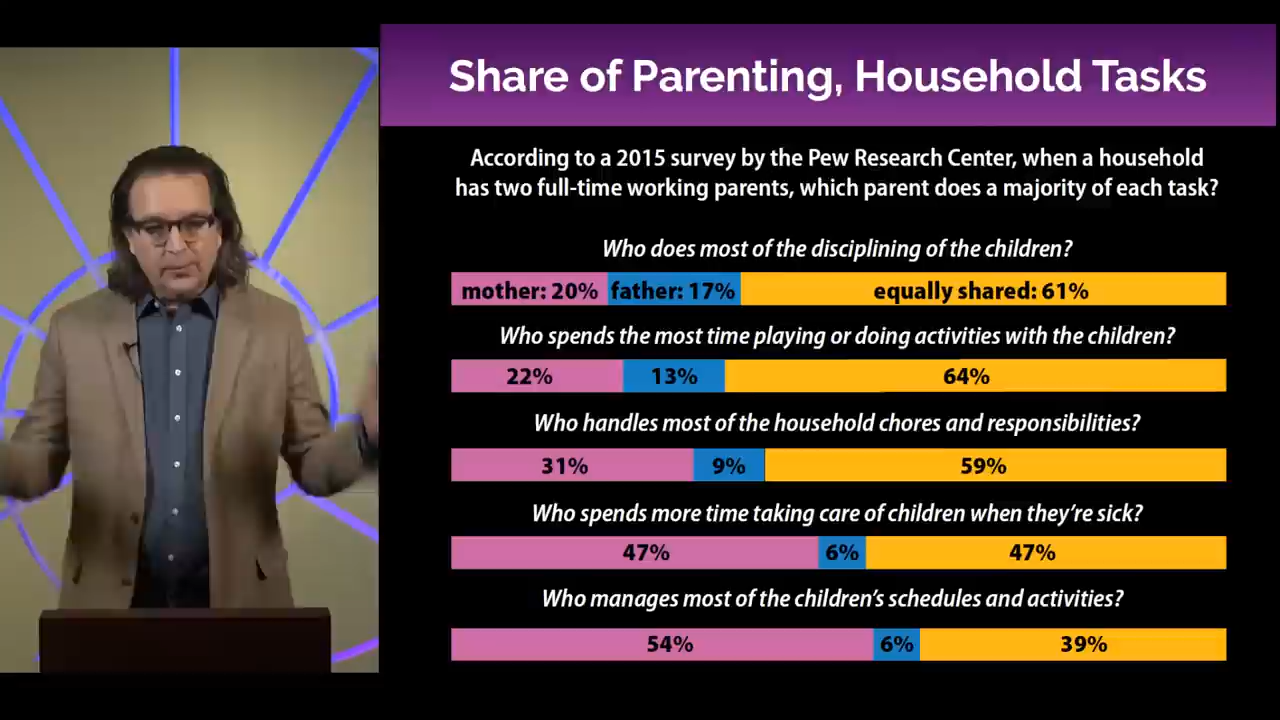 Share of Parenting, Household Tasks
According to a 2015 survey by the Pew Research Center, when a household
has two full-time working parents, which parent does a majority of each task?
Who does most of the disciplining of the children?
mother: 20% father: 17% equally shared: 61%
Who spends the most time playing or doing activities with the children?
22% 13% 64%
Who handles most of the household chores and responsibilities?
31% 9% 59%
Who spends more time taking care of children when they’re sick?
47% 6% 47%
Who manages most of the children’s schedules and activities?
54% 6% 39%